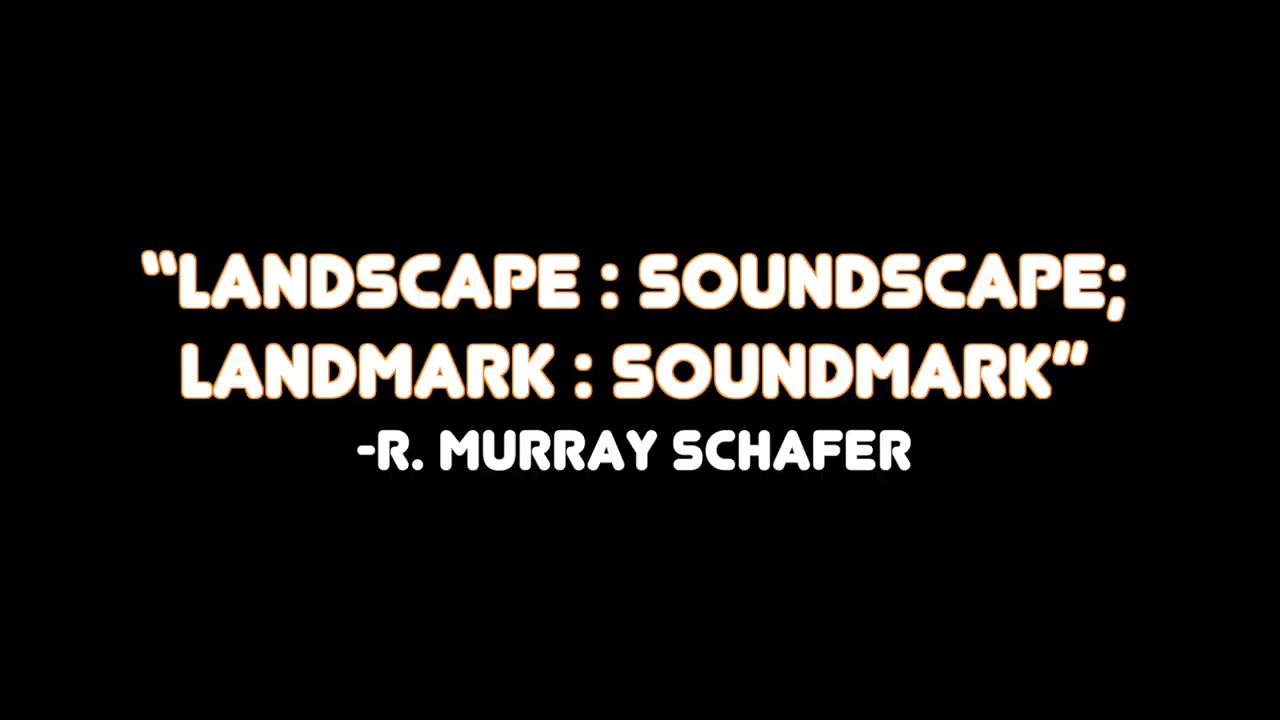 "LANDSCAPE : SOUNDSCAPE;
LANDMARK : SOUNDMARK"
-R. MURRAY SCHAFER